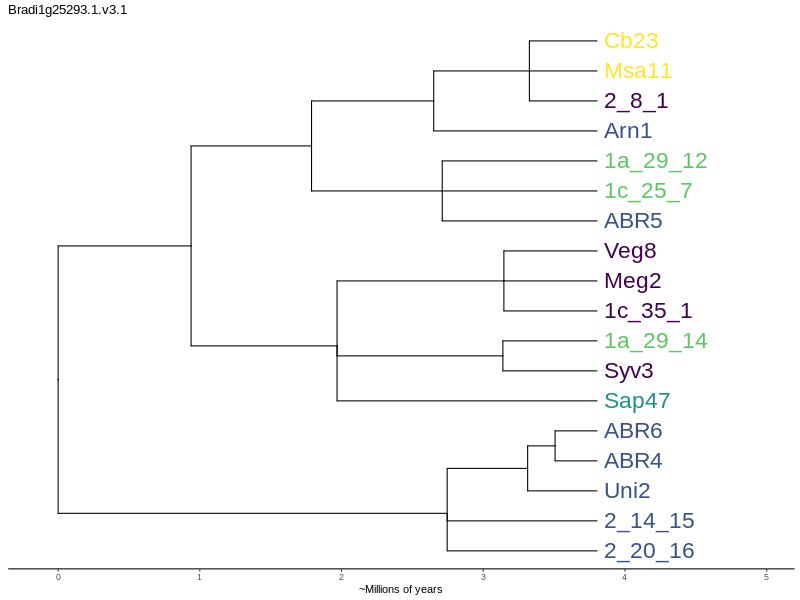 Bradi1g25293.1.v3.1
Cb23
Msa11
2_8_1
Arn1
1a_29_12
1c_25_7
ABR5
Veg8
Meg2
1c_35_1
1a_29_14
Syv3
Sap47
ABR6
ABR4
Uni2
2_14_15
2_20_16
0 1 2 3 4 5
~Millions of years